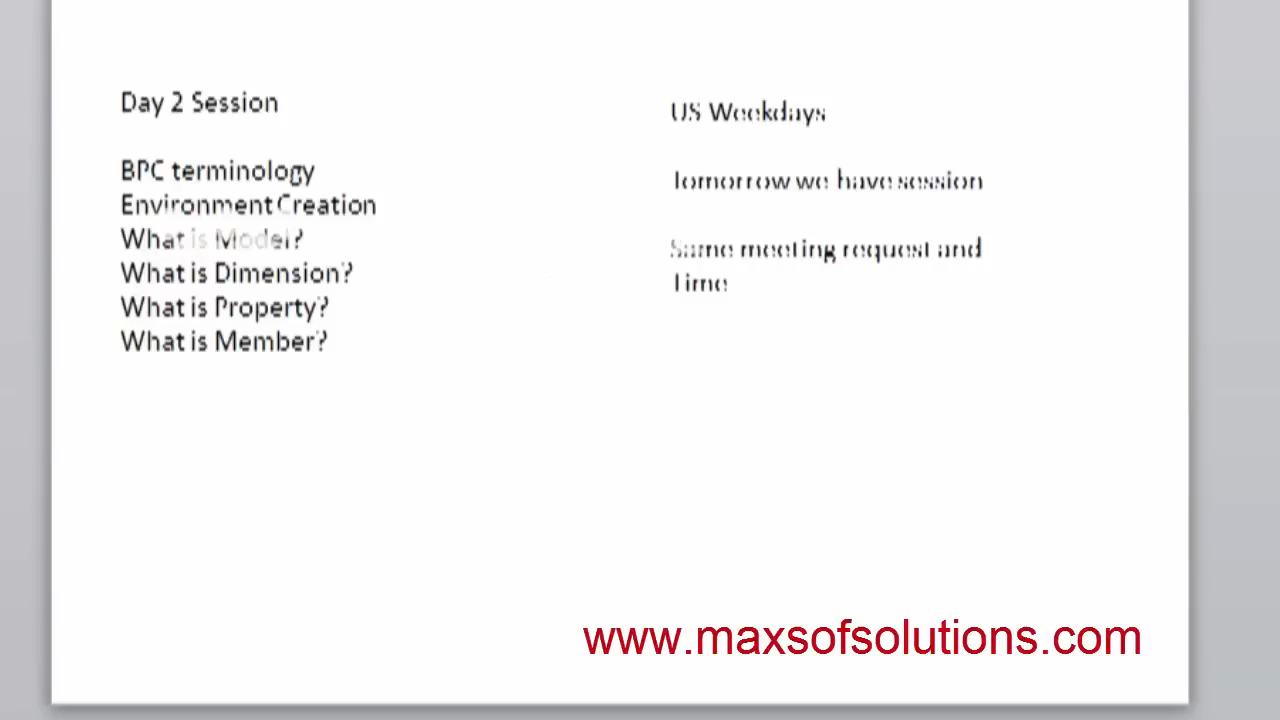 Day 2 Session
BPC terminology
Environment Creation
What is Model?
What is Dimension?
What is Property?
What is Member?
US Weekdays
Tomorrow we have session
Same meeting request and
Time
www.maxsofsolutions.com